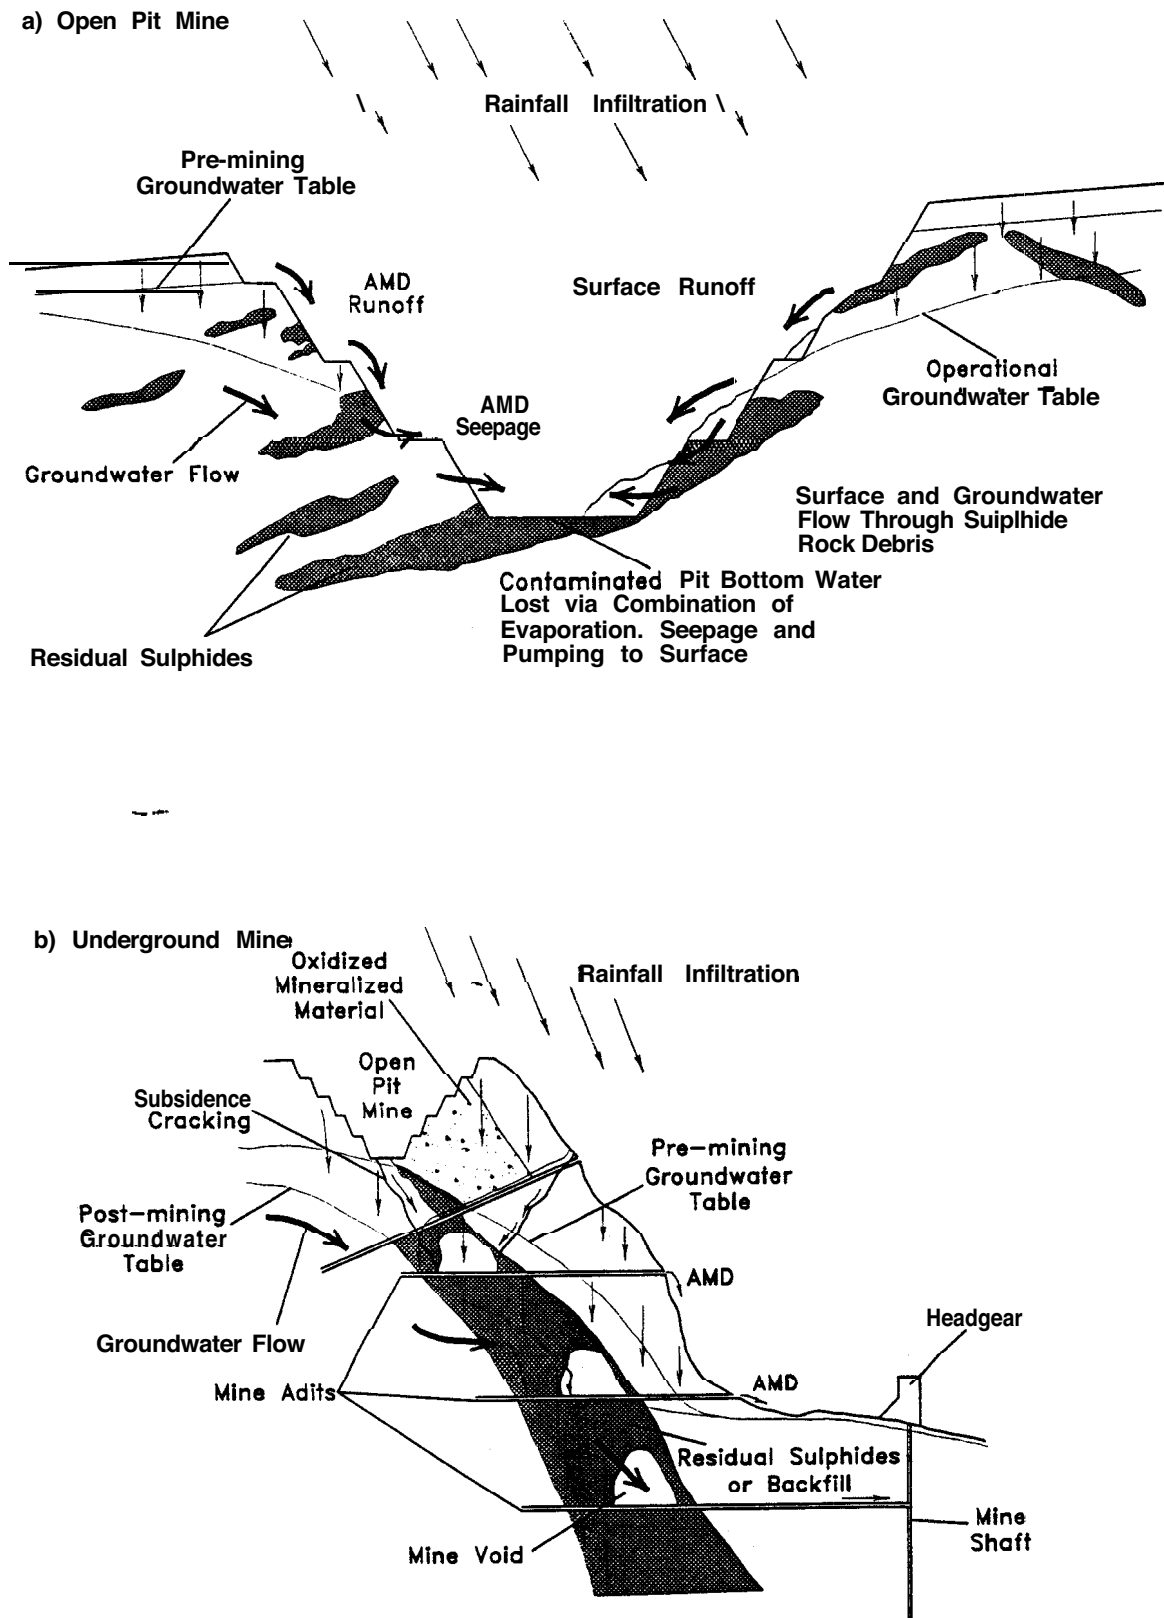 a) Open Pit Mine
Rainfall Infiltration
Pre-mining
Groundwater Table
AMD
Runoff
Surface Runoff
Operational
Groundwater Table
AMD
Seepage
Groundwater Flow
Surface and Groundwater
Flow Through Suiplhide
Rock Debris
Contaminated Pit Bottom Water
Lost via Combination of
Evaporation. Seepage and
Pumping to Surface
Residual Sulphides
b) Underground Mine
Oxidized
Mineralized
Material
Rainfall Infiltration
Open
Pit
Mine
Subsidence
Cracking
Pre-mining
Groundwater
Table
Post-mining
Groundwater
Table
AMD
Groundwater Flow
Headgear
Mine Adits
AMD
Residual Sulphides
or Backfill
Mine
Shaft
Mine Void